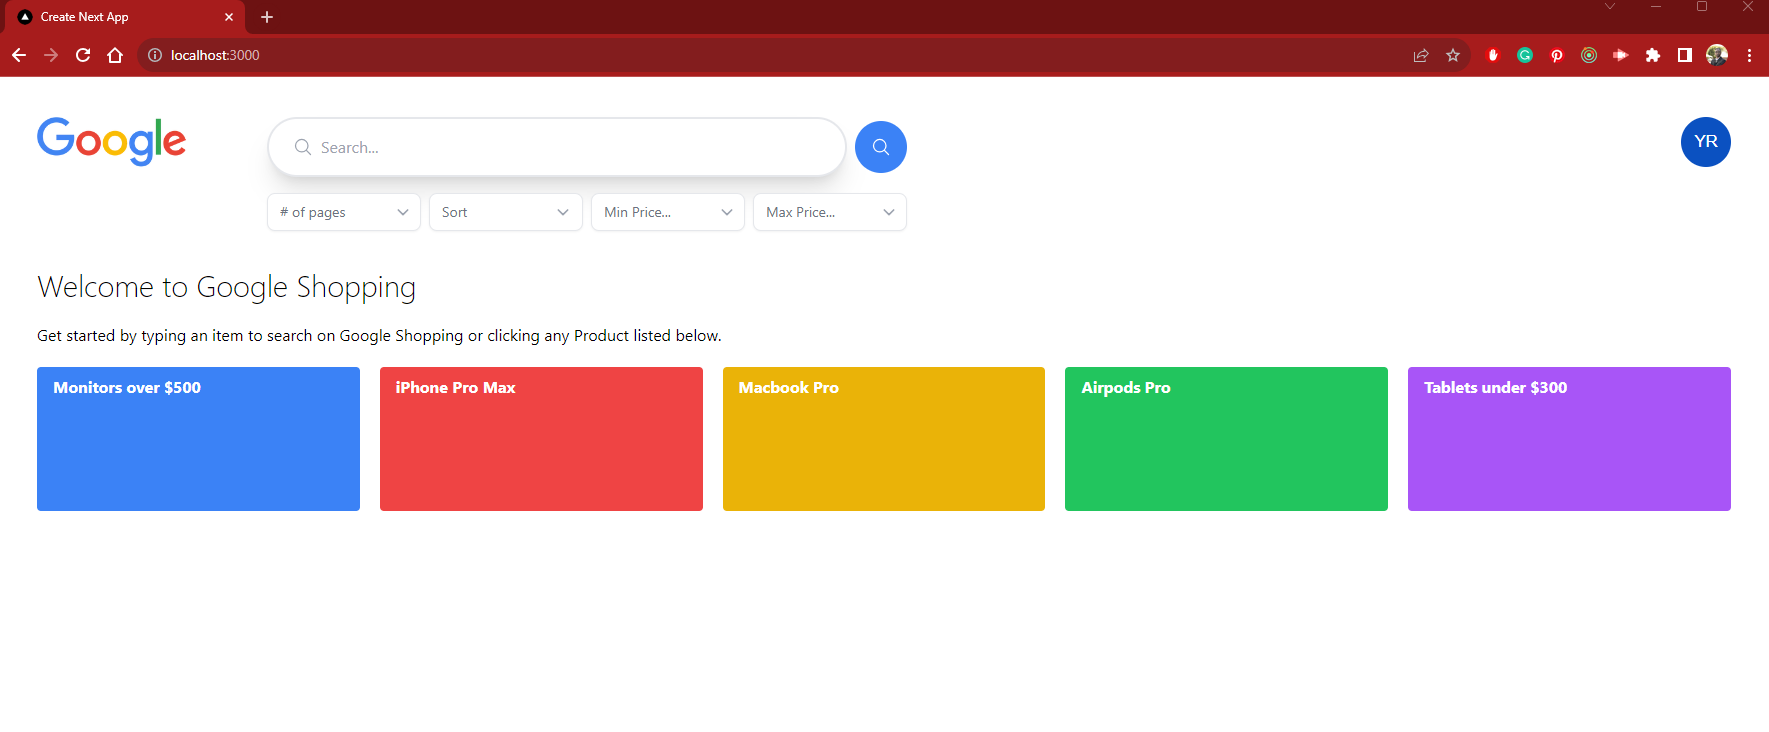 Create Next App
localhost:3000
Google
Search...
YR
# of pages
Sort
Min Price...
Max Price...
Welcome to Google Shopping
Get started by typing an item to search on Google Shopping or clicking any Product listed below.
Monitors over $500
iPhone Pro Max
Macbook Pro
Airpods Pro
Tablets under $300